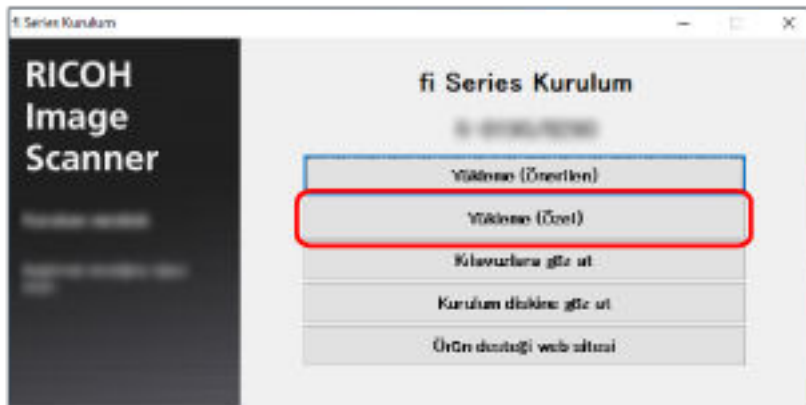 fi Series Kurulum
RICOH
Image
Scanner
fi Series Kurulum
Yükleme (Önerilen)
Yükleme (Özel)
Kılavuzlara göz at
Kurulum diskine göz at
Ürün desteği web sitesi